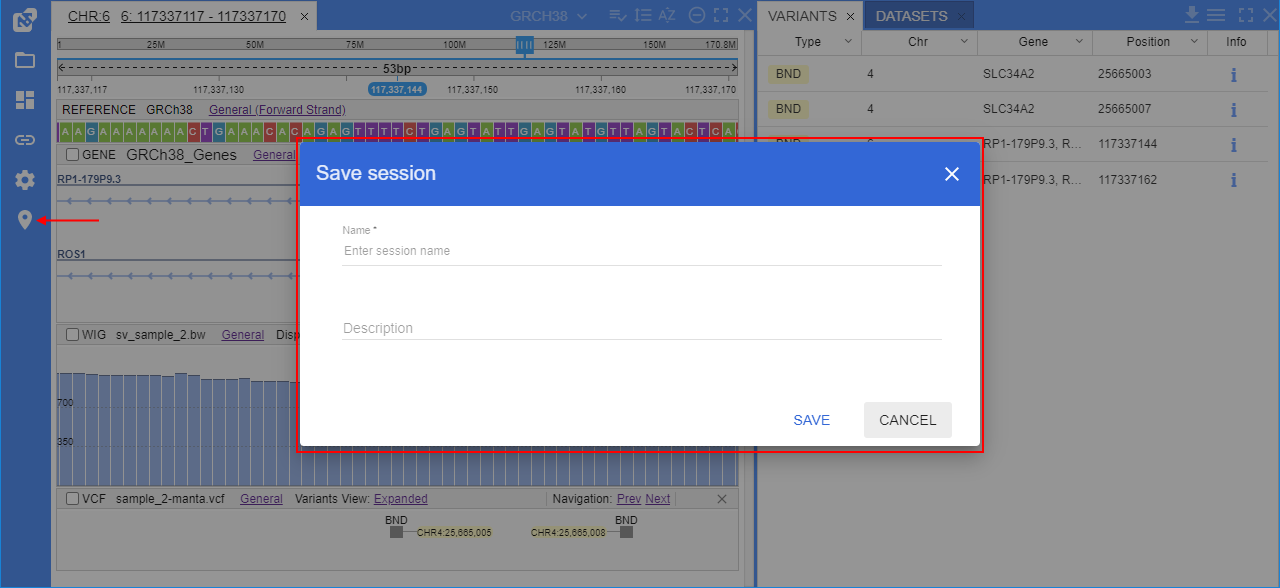 CHR:6 6: 117337117 - 117337170
GRCH38
VARIANTS DATASETS
Type Chr Gene Position Info
1 25M 50M 75M 100M 125M 150M 170.8M
53bp
117,337,117 117,337,130 117,337,144 117,337,150 117,337,160 117,337,170
BND 4 SLC34A2 25665003
BND 4 SLC34A2 25665007
BND 6 RP1-179P9.3, R... 117337144
RP1-179P9.3, R... 117337162
REFERENCE GRCh38 General (Forward Strand)
A A G A A A A A A A C T G A A A C A C A G A G T T T T C T G A G T A T T G A G T A T G T T A G T A C T C A
GENE GRCh38_Genes General
RP1-179P9.3
ROS1
Save session
Name *
Enter session name
Description
SAVE CANCEL
WIG sv_sample_2.bw General Disp
700
350
VCF sample_2-manta.vcf General Variants View: Expanded Navigation: Prev Next
BND BND
CHR4:25,665,005 CHR4:25,665,008